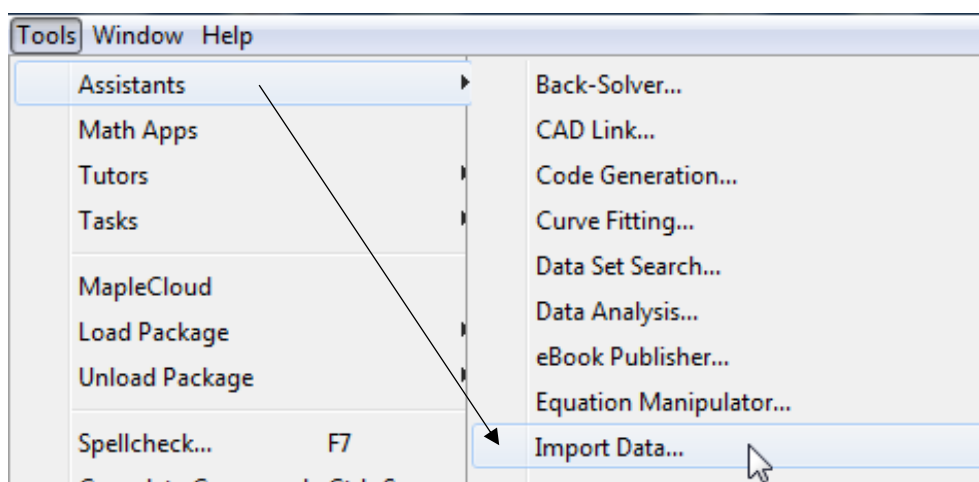 Tools Window Help
Assistants
Math Apps
Tutors
Tasks
MapleCloud
Load Package
Unload Package
Spellcheck... F7
Back-Solver...
CAD Link...
Code Generation...
Curve Fitting...
Data Set Search...
Data Analysis...
eBook Publisher...
Equation Manipulator...
Import Data...